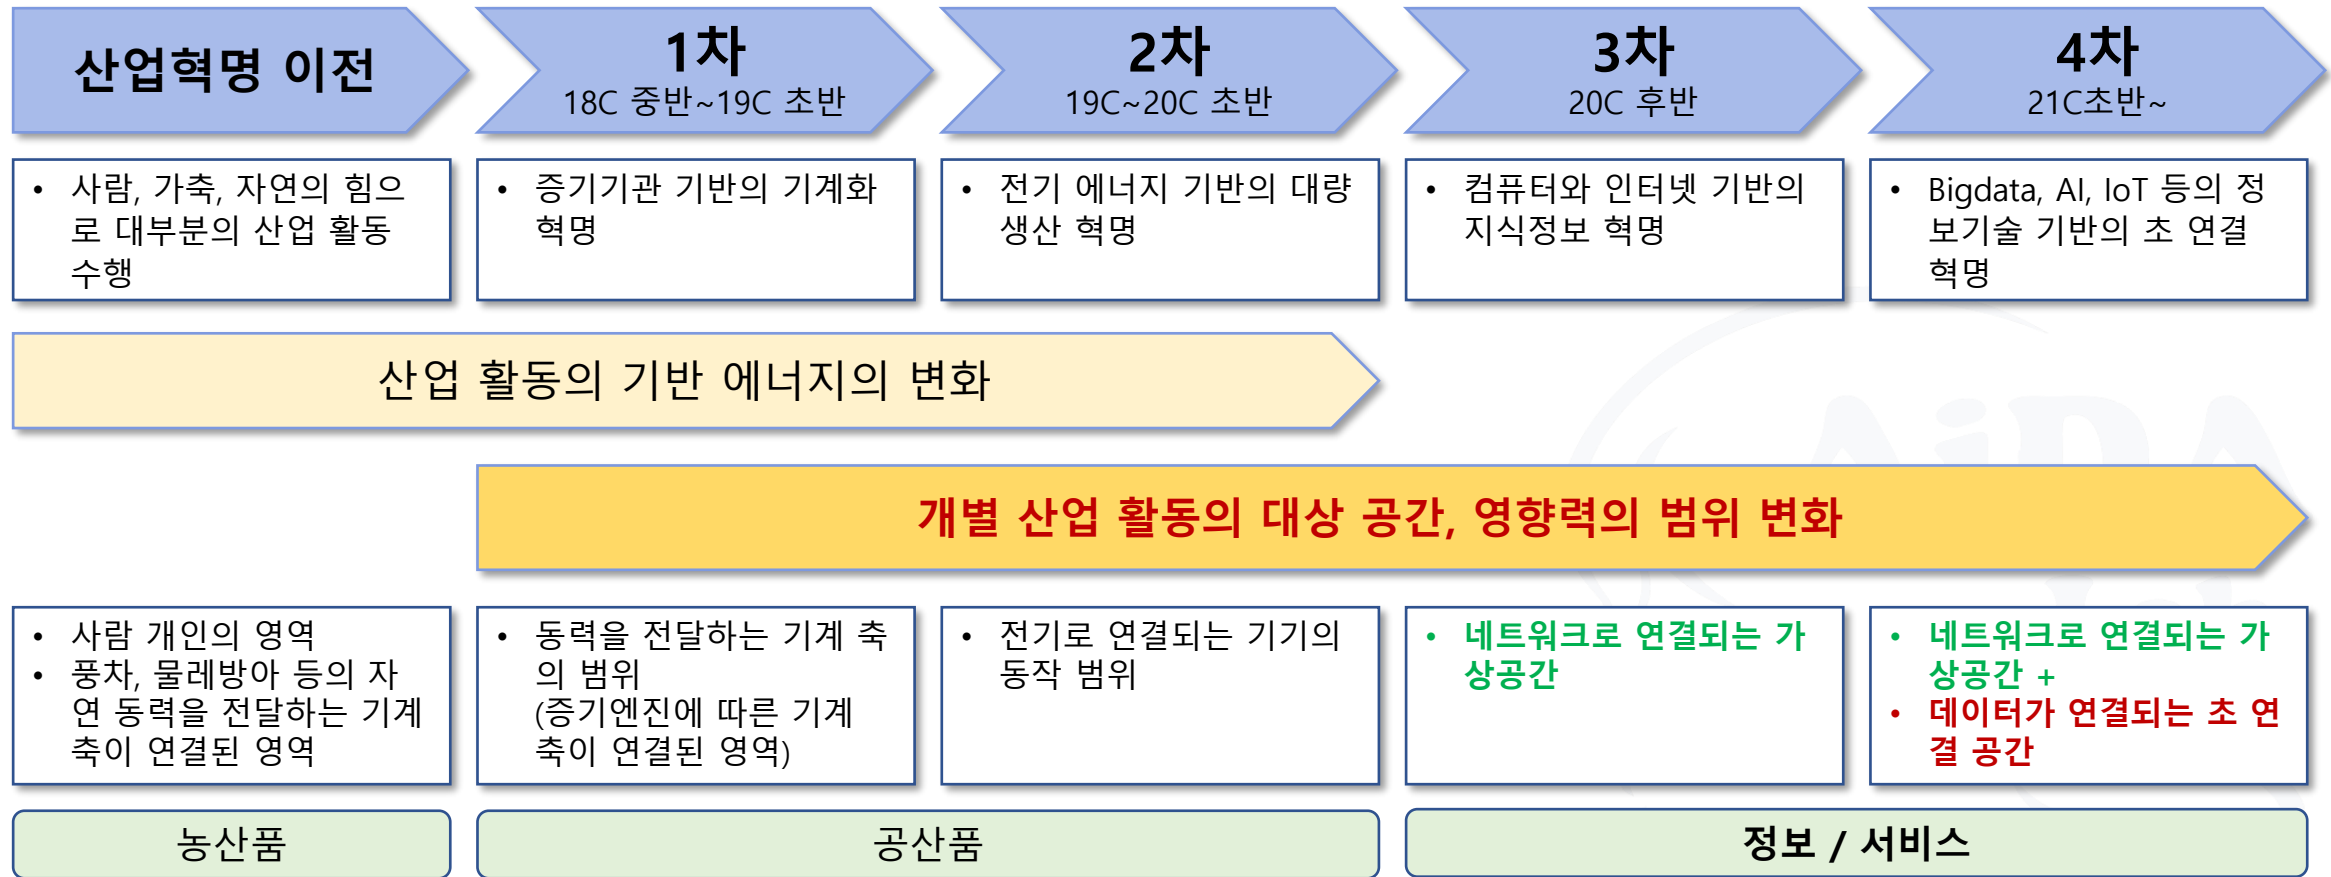 산업혁명 이전
1차
18C 중반~19C 초반
2차
19C~20C 초반
3차
20C 후반
4차
21C초반~
• 사람, 가축, 자연의 힘으
로 대부분의 산업 활동
수행
• 증기기관 기반의 기계화
혁명
• 전기 에너지 기반의 대량
생산 혁명
• 컴퓨터와 인터넷 기반의
지식정보 혁명
• Bigdata, AI, IoT 등의 정
보기술 기반의 초 연결
혁명
산업 활동의 기반 에너지의 변화
개별 산업 활동의 대상 공간, 영향력의 범위 변화
• 사람 개인의 영역
• 풍차, 물레방아 등의 자
연 동력을 전달하는 기계
축이 연결된 영역
• 동력을 전달하는 기계 축
의 범위
(증기엔진에 따른 기계
축이 연결된 영역)
• 전기로 연결되는 기기의
동작 범위
• 네트워크로 연결되는 가
상공간
• 네트워크로 연결되는 가
상공간 +
• 데이터가 연결되는 초 연
결 공간
농산품
공산품
정보 / 서비스